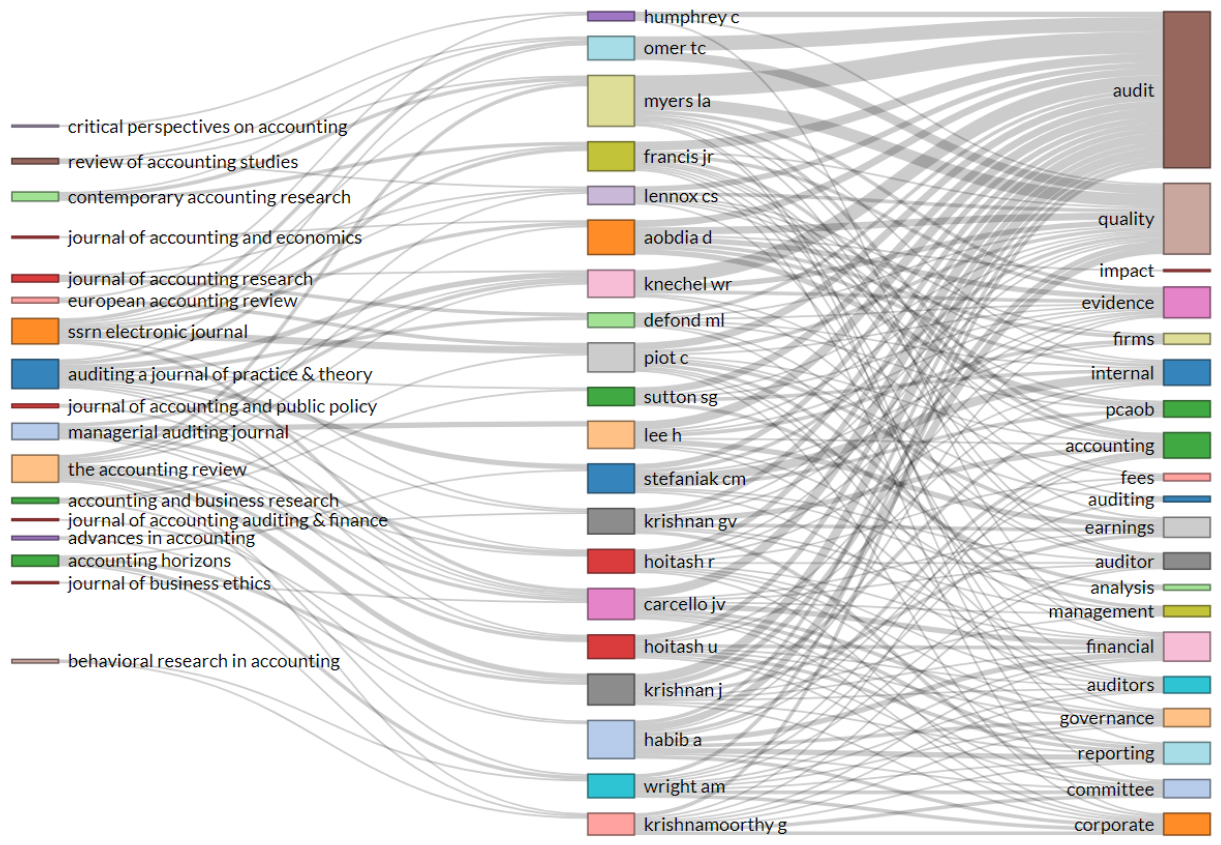 critical perspectives on accounting
review of accounting studies
contemporary accounting research
journal of accounting and economics
journal of accounting research
european accounting review
ssrn electronic journal
auditing a journal of practice & theory
journal of accounting and public policy
managerial auditing journal
the accounting review
accounting and business research
journal of accounting auditing & finance
advances in accounting
accounting horizons
journal of business ethics
behavioral research in accounting
humphrey c
omer tc
myers la
francis jr
lennox cs
aobdia d
knechel wr
defond ml
piot c
sutton sg
lee h
stefaniak cm
krishnan gv
hoitash r
carcello jv
hoitash u
krishnan j
habib a
wright am
krishnamoorthy g
audit
quality
impact
evidence
firms
internal
pcaob
accounting
fees
auditing
earnings
auditor
analysis
management
financial
auditors
governance
reporting
committee
corporate